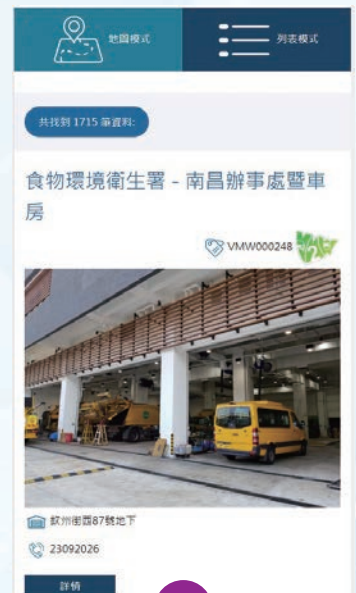 地圖模式
列表模式
共找到 1715 筆資料:
食物環境衛生署 - 南昌辦事處暨車
房
VMW000248
欽州街西87號地下
23092026
詳情